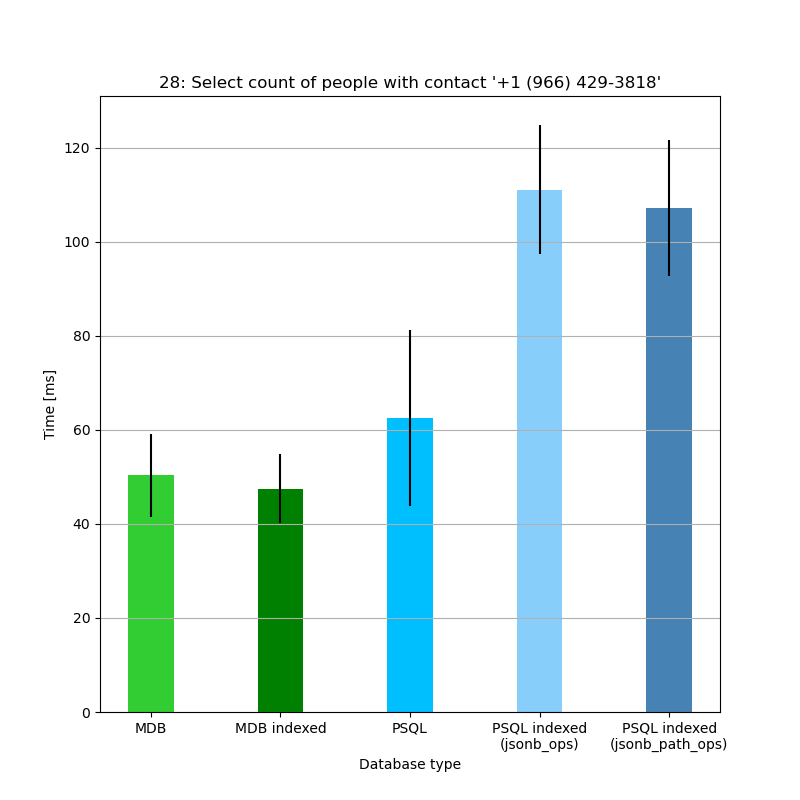 28: Select count of people with contact '+1 (966) 429-3818'
120
100
80
60
40
20
0
Time [ms]
MDB
MDB indexed
PSQL
PSQL indexed
(jsonb_ops)
PSQL indexed
(jsonb_path_ops)
Database type